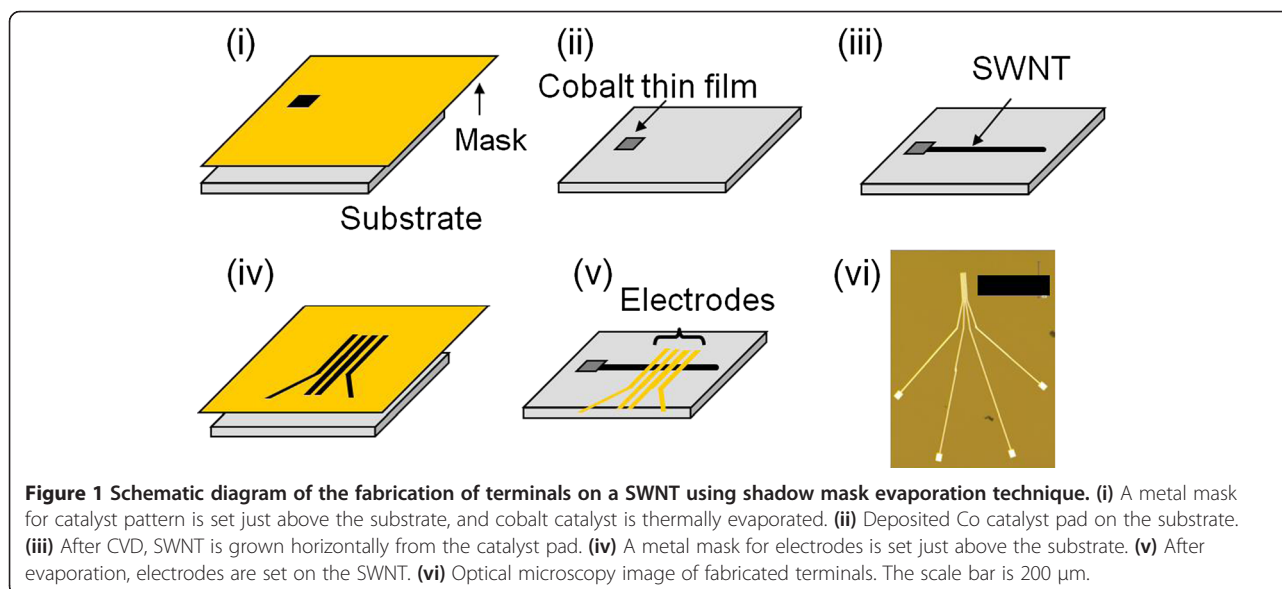 (i)
Mask
Substrate
(ii)
Cobalt thin film
(iii)
SWNT
(iv)
(v)
Electrodes
(vi)
Figure 1 Schematic diagram of the fabrication of terminals on a SWNT using shadow mask evaporation technique. (i) A metal mask
for catalyst pattern is set just above the substrate, and cobalt catalyst is thermally evaporated. (ii) Deposited Co catalyst pad on the substrate.
(iii) After CVD, SWNT is grown horizontally from the catalyst pad. (iv) A metal mask for electrodes is set just above the substrate. (v) After
evaporation, electrodes are set on the SWNT. (vi) Optical microscopy image of fabricated terminals. The scale bar is 200 μm.